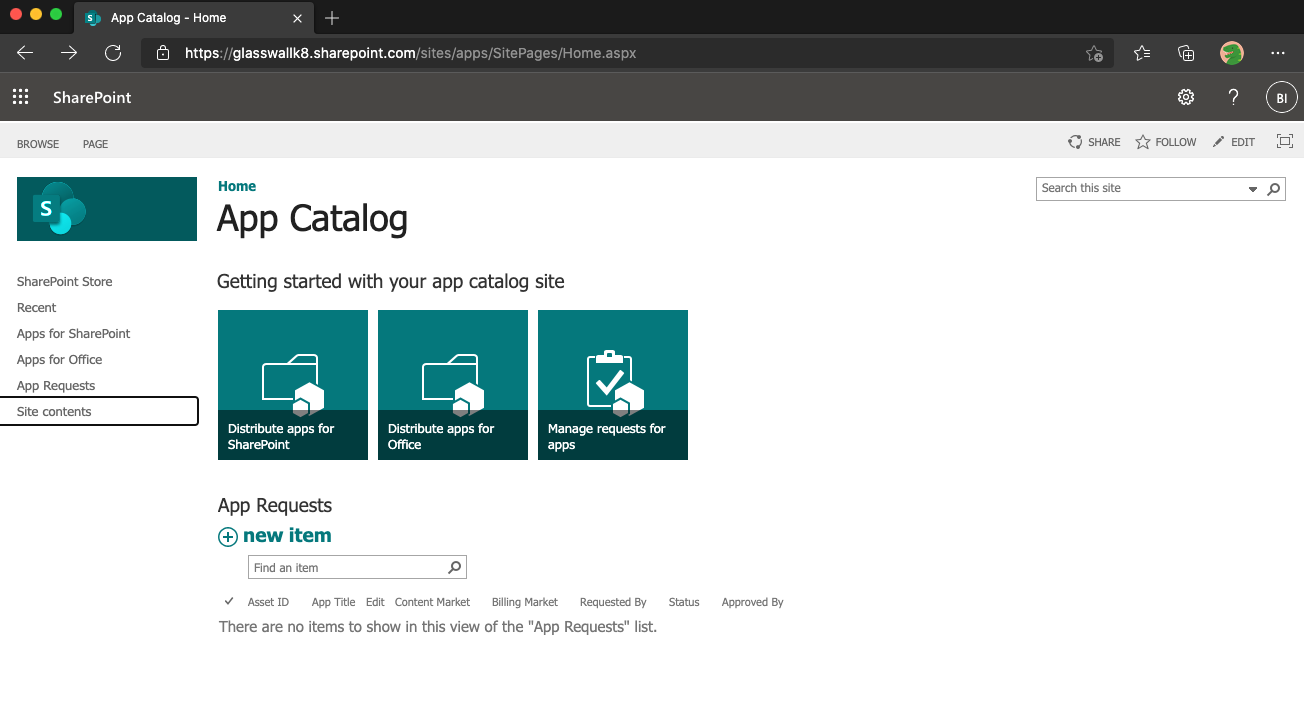 App Catalog - Home
https://glasswallk8.sharepoint.com/sites/apps/SitePages/Home.aspx
SharePoint
?
BI
BROWSE PAGE
SHARE FOLLOW EDIT
S
Home
App Catalog
Search this site
SharePoint Store
Recent
Apps for SharePoint
Apps for Office
App Requests
Site contents
Getting started with your app catalog site
Distribute apps for
SharePoint
Distribute apps for
Office
Manage requests for
apps
App Requests
new item
Find an item
Asset ID App Title Edit Content Market Billing Market Requested By Status Approved By
There are no items to show in this view of the "App Requests" list.